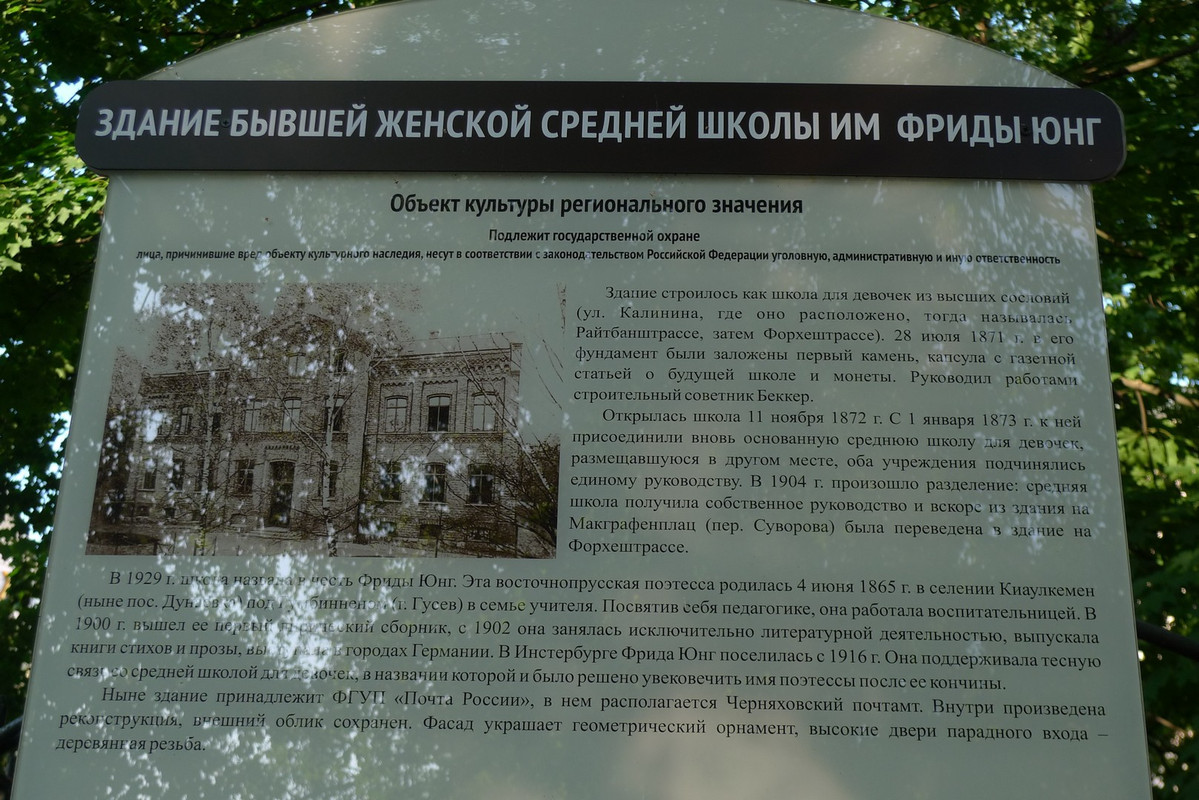 ЗДАНИЕ БЫВШЕЙ ЖЕНСКОЙ СРЕДНЕЙ ШКОЛЫ ИМ ФРИДЫ ЮНГ
Объект культуры регионального значения
Подлежит государственной охране
лица, причинившие вред объекту культурного наследия, несут в соответствии с законодательством Российской Федерации уголовную, административную и иную ответственность
Здание строилось как школа для девочек из высших сословий
(ул. Калинина, где оно расположено, тогда называлась
Райтбанштрассе, затем Форхештрассе). 28 июля 1871 г. в его
фундамент были заложены первый камень, капсула с газетной
статьей о будущей школе и монеты. Руководил работами
строительный советник Беккер.
Открылась школа 11 ноября 1872 г. С 1 января 1873 г. к ней
присоединили вновь основанную среднюю школу для девочек,
размещавшуюся в другом месте, оба учреждения подчинялись
единому руководству. В 1904 г. произошло разделение: средняя
школа получила собственное руководство и вскоре из здания на
Макграфенплац (пер. Суворова) была переведена в здание на
Форхештрассе.
В 1929 г. школа названа в честь Фриды Юнг. Эта восточнопрусская поэтесса родилась 4 июня 1865 г. в селении Киаулкемен
(ныне пос. под Гумбинненом (г. Гусев) в семье учителя. Посвятив себя педагогике, она работала воспитательницей. В
1900 г. вышел ее первый сборник, с 1902 она занялась исключительно литературной деятельностью, выпускала
книги стихов и прозы, в городах Германии. В Инстербурге Фрида Юнг поселилась с 1916 г. Она поддерживала тесную
связь со средней школой для девочек, в названии которой и было решено увековечить имя поэтессы после ее кончины.
Ныне здание принадлежит ФГУП «Почта России», в нем располагается Черняховский почтамт. Внутри произведена
реконструкция, внешний облик сохранен. Фасад украшает геометрический орнамент, высокие двери парадного входа –
деревянная резьба.